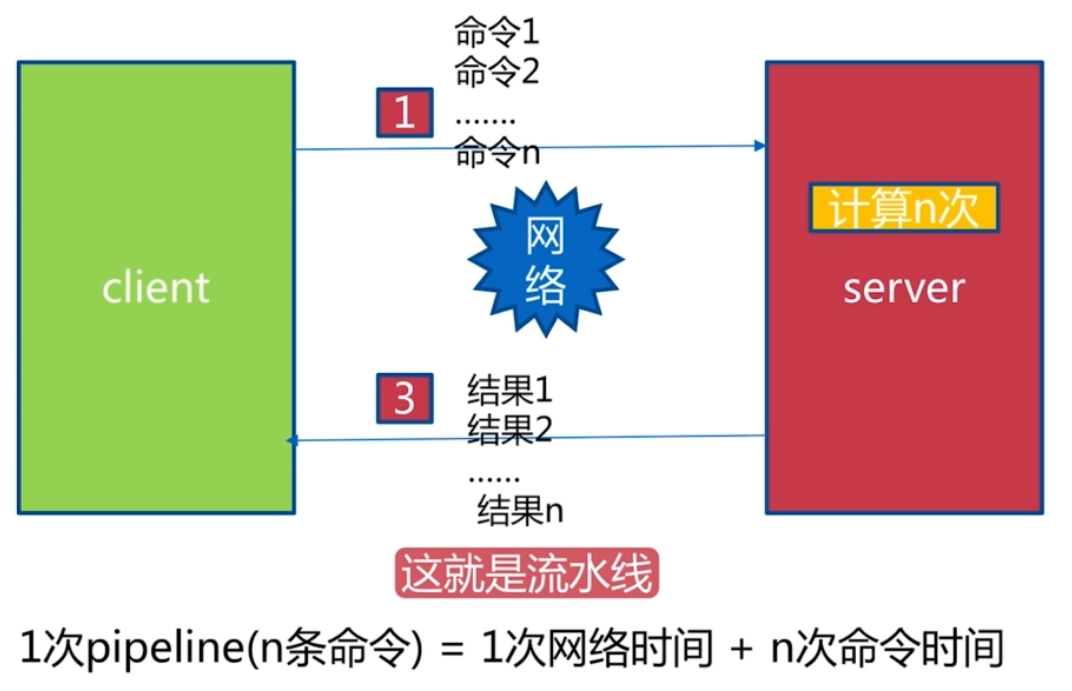 命令1
命令2
.......
命令n
1
计算n次
网
络
client
server
3
结果1
结果2
......
结果n
这就是流水线
1次pipeline(n条命令) = 1次网络时间 + n次命令时间